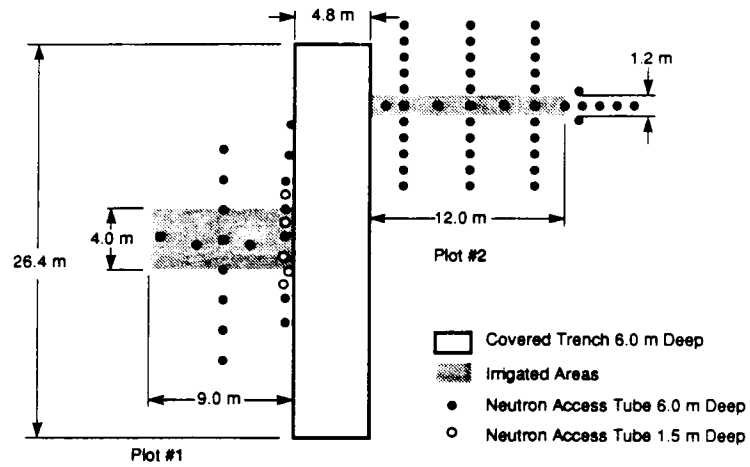 4.8 m
1.2 m
12.0 m
4.0 m
Plot #2
26.4 m
Covered Trench 6.0 m Deep
Irrigated Areas
9.0 m
Neutron Access Tube 6.0 m Deep
Neutron Access Tube 1.5 m Deep
Plot #1